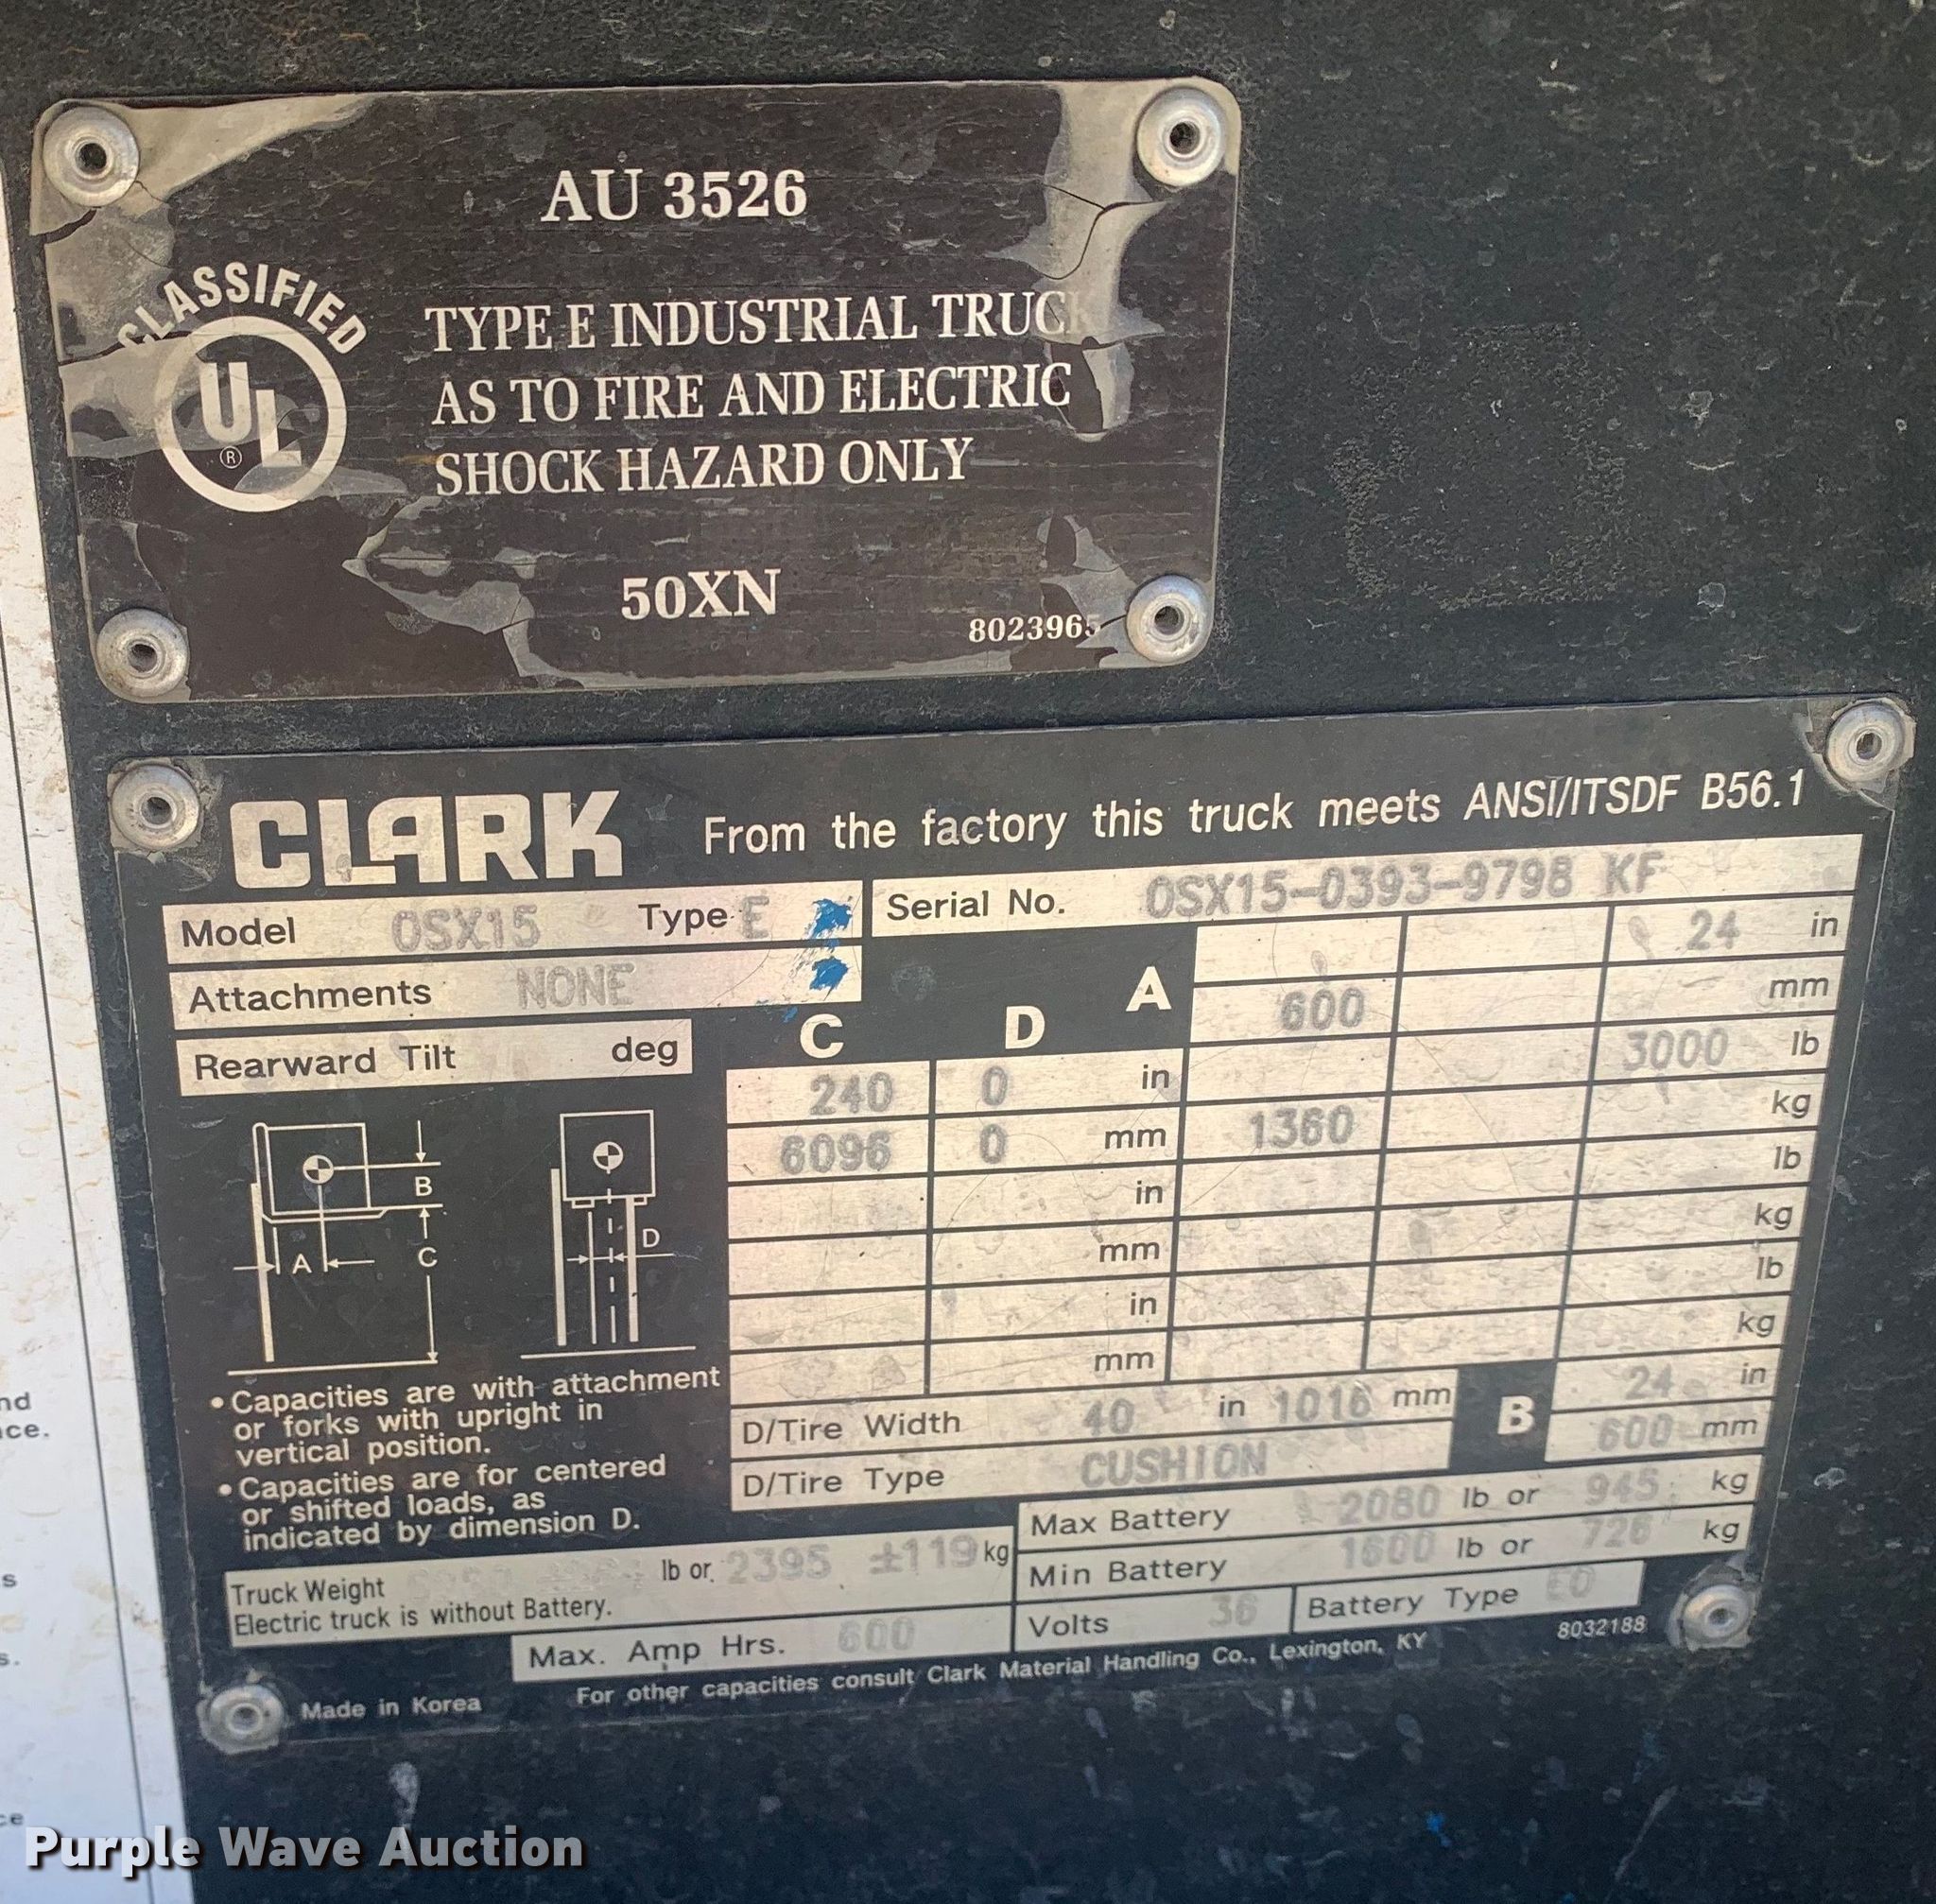 AU 3526
CLASSIFIED
UL
®
TYPE E INDUSTRIAL TRUCK
AS TO FIRE AND ELECTRIC
SHOCK HAZARD ONLY
50XN
8023965
CLARK From the factory this truck meets ANSI/ITSDF B56.1
Model OSX15 Type E Serial No. OSX15-0393-9798 KF
Attachments NONE
Rearward Tilt deg
A 24 in
600 mm
C D
240 0 in 3000 lb
6096 0 mm 1360 kg
in lb
mm kg
in lb
mm kg
B
A
C
D
• Capacities are with attachment
or forks with upright in
vertical position.
• Capacities are for centered
or shifted loads, as
indicated by dimension D.
D/Tire Width 40 in 1016 mm
D/Tire Type CUSHION
B 24 in
600 mm
Max Battery 2080 lb or 945 kg
Min Battery 1600 lb or 726 kg
Truck Weight lb or 2395 ±119 kg
Electric truck is without Battery.
Volts 36 Battery Type EO
Max. Amp Hrs. 600
8032188
For other capacities consult Clark Material Handling Co., Lexington, KY
Made in Korea
nd
ce.
s
s.
ce
Purple Wave Auction